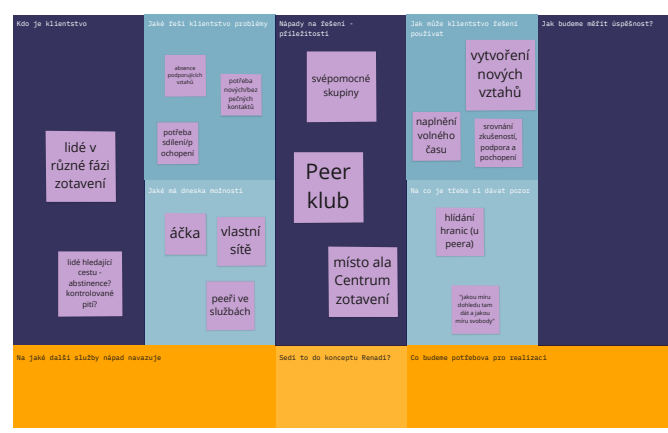 Kdo je klientstvo
lidé v
různé fázi
zotavení
lidé hledající
cestu -
abstinence?
kontrolované
pití?
Jaké řeší klientstvo problémy
absence
podporujících
vztahů
potřeba
nových/bez
pečných
kontaktů
potřeba
sdílení/p
ochopení
Jaké má dneska možnosti
áčka
vlastní
sítě
peeři ve
službách
Nápady na řešení -
příležitosti
svépomocné
skupiny
Peer
klub
místo ala
Centrum
zotavení
Jak může klientstvo řešení
používat
vytvoření
nových
vztahů
naplnění
volného
času
srovnání
zkušeností,
podpora a
pochopení
Na co je třeba si dávat pozor
hlídání
hranic (u
peera)
"jakou míru
dohledu tam
dát a jakou
míru svobody"
Jak budeme měřit úspěšnost?
Na jaké další služby nápad navazuje
Sedí to do konceptu Renadi?
Co budeme potřebova pro realizaci